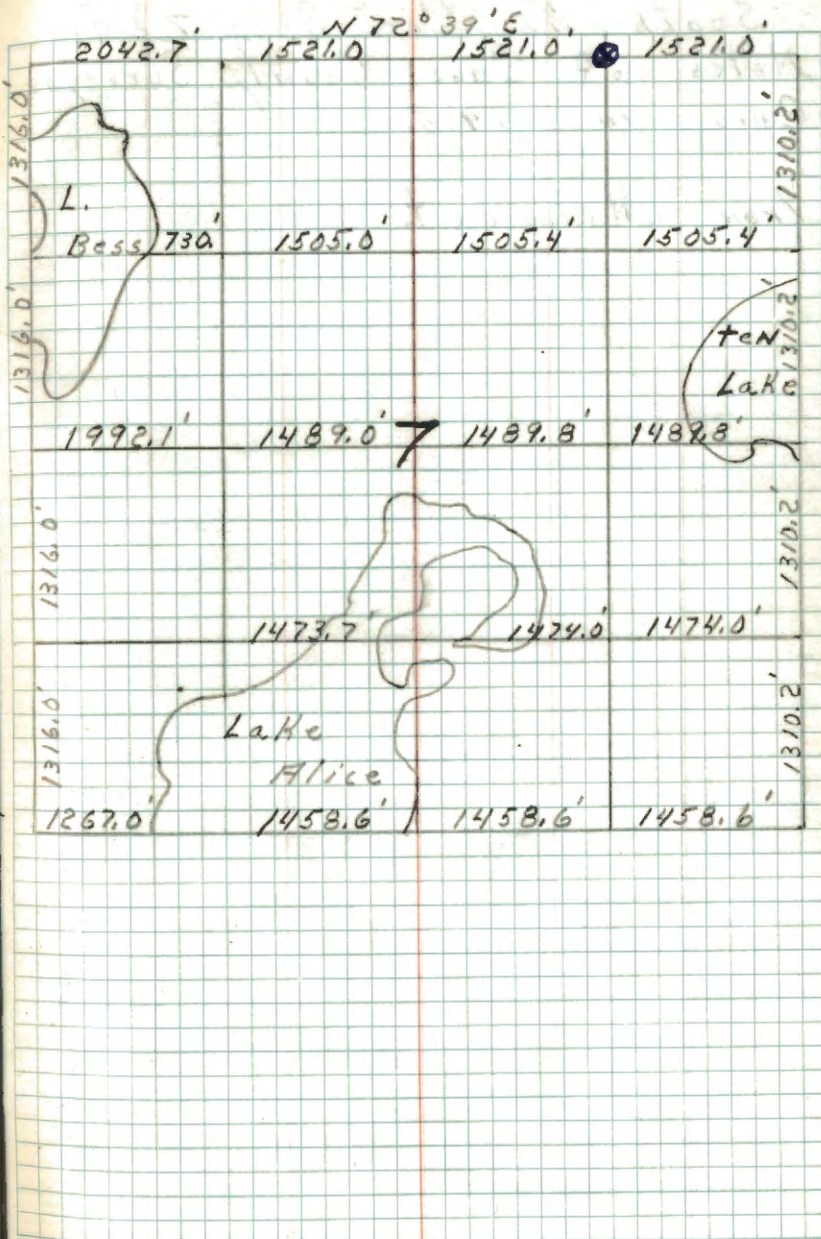 N 72° 39' E
2042.7' 1521.0' 1521.0' 1521.0'
1316.0' 1310.2'
L.
Bess 730.' 1505.0' 1505.4' 1505.4'
1316.0' 1310.2'
teN
Lake
1992.1' 1489.0' 7 1489.8' 1489.8'
1316.0' 1310.2'
1473.7' 1474.0' 1474.0'
1316.0' 1310.2'
Lake
Alice
1267.0' 1458.6' 1458.6' 1458.6'